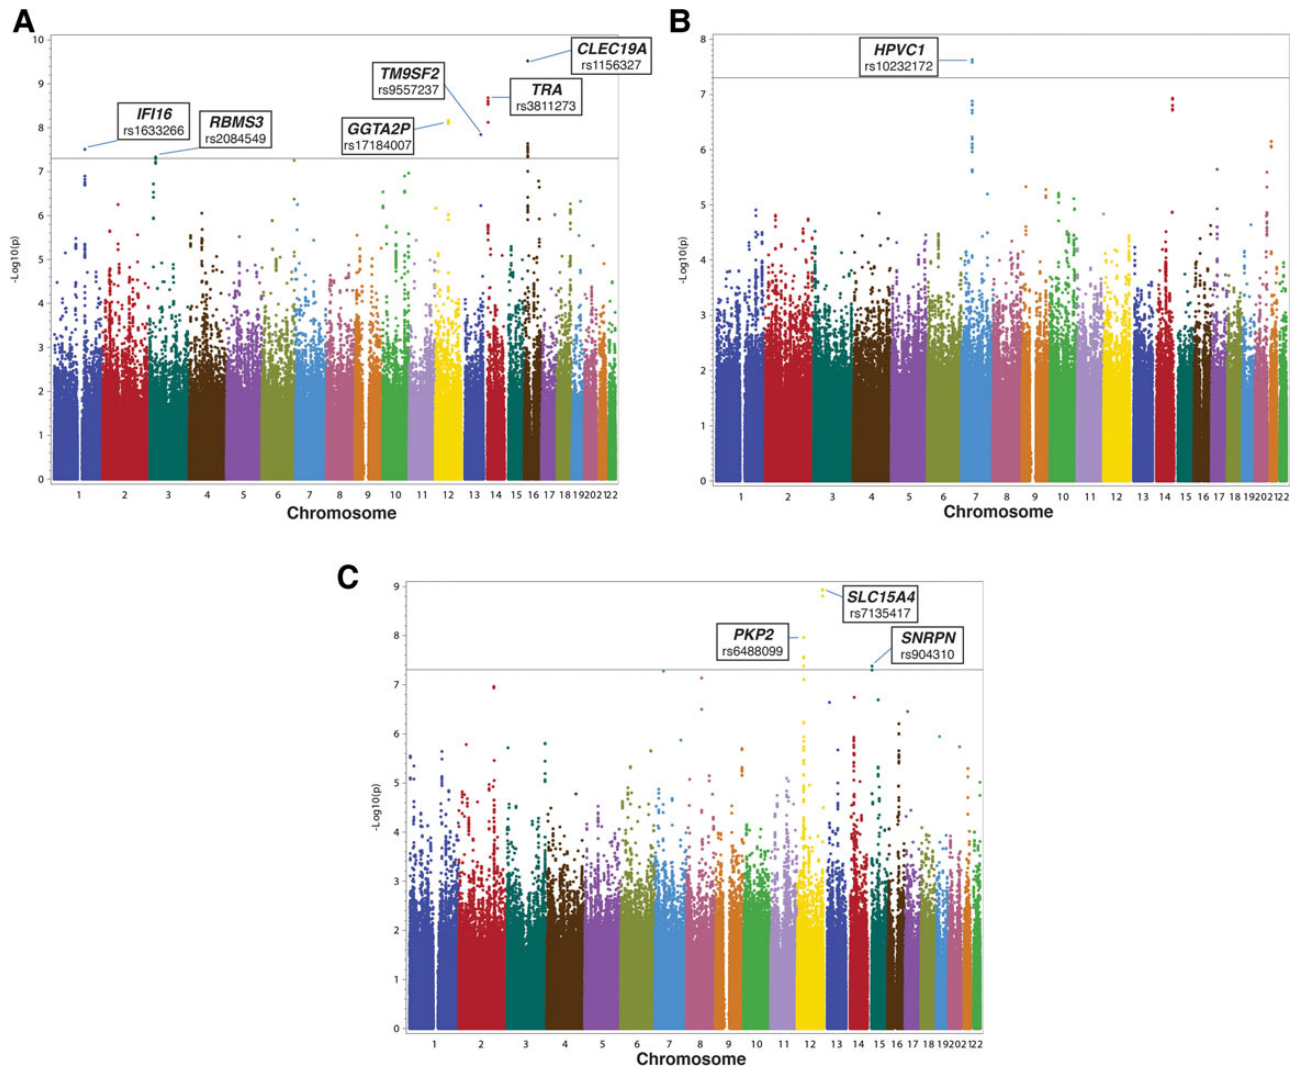 A
10
9
8
7
6
5
4
3
2
1
0
-Log10(p)
CLEC19A
rs1156327
TM9SF2
rs9557237
TRA
rs3811273
IFI16
rs1633266
RBMS3
rs2084549
GGTA2P
rs17184007
1 2 3 4 5 6 7 8 9 10 11 12 13 14 15 16 17 18 19 20 21 22
Chromosome
B
8
7
6
5
4
3
2
1
0
-Log10(p)
HPVC1
rs10232172
1 2 3 4 5 6 7 8 9 10 11 12 13 14 15 16 17 18 19 20 21 22
Chromosome
C
9
8
7
6
5
4
3
2
1
0
-Log10(p)
SLC15A4
rs7135417
PKP2
rs6488099
SNRPN
rs904310
1 2 3 4 5 6 7 8 9 10 11 12 13 14 15 16 17 18 19 20 21 22
Chromosome